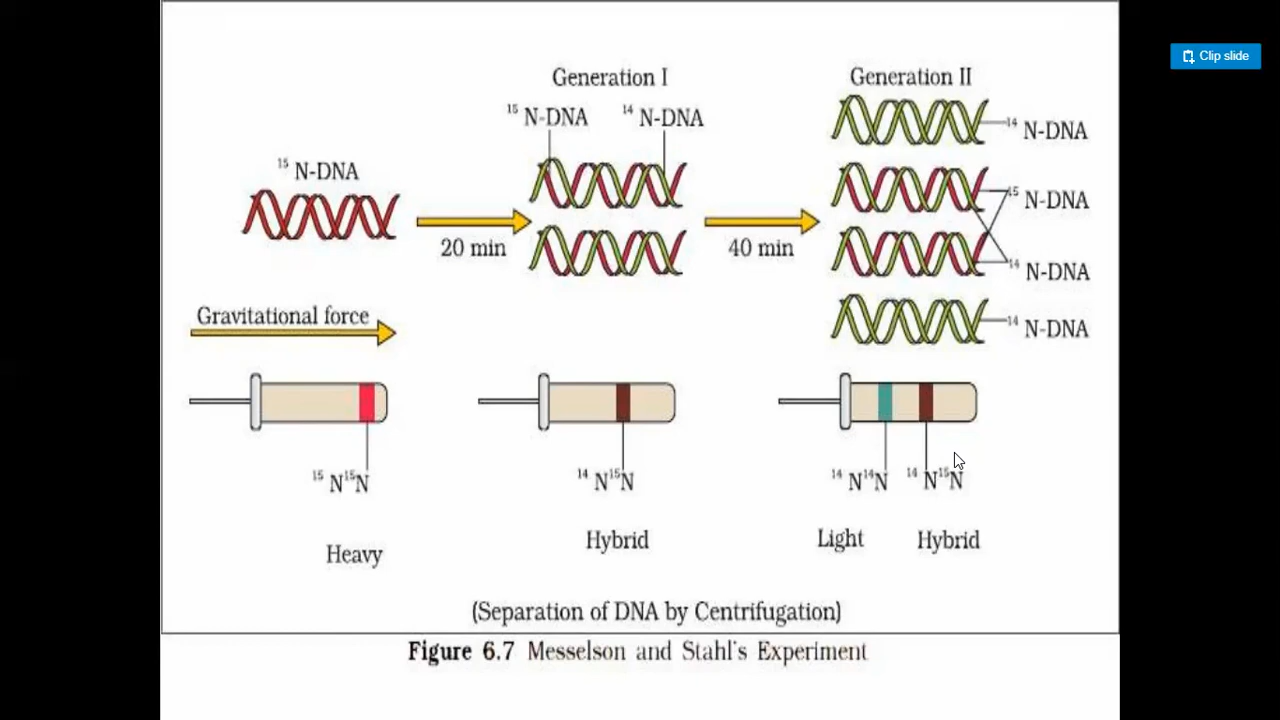 Clip slide
Generation I
Generation II
15 N-DNA
14 N-DNA
14 N-DNA
15 N-DNA
15 N-DNA
20 min
40 min
14 N-DNA
14 N-DNA
Gravitational force
15 N15N
14 N15N
14 N14N
14 N15N
Heavy
Hybrid
Light
Hybrid
(Separation of DNA by Centrifugation)
Figure 6.7 Messelson and Stahl's Experiment